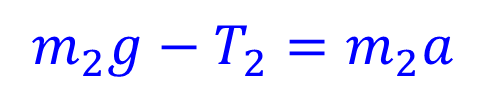 m₂g − T₂ = m₂a